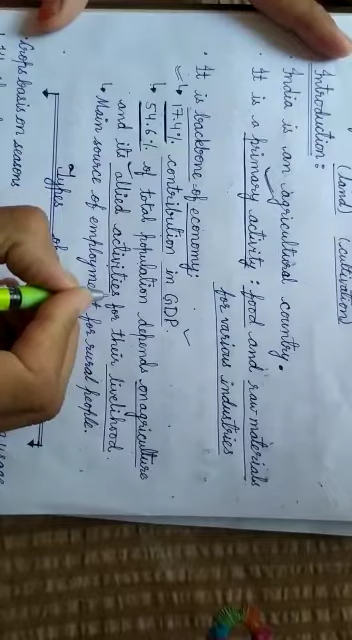 (land) (cultivation)
Introduction:
• India is an agricultural country.
• It is a primary activity: food and raw materials
for various industries
• It is backbone of economy:
↳ 17.4% contribution in GDP.
↳ 54.6% of total population depends on agriculture
and its allied activities for their livelihood.
↳ Main source of employme for rural people.
Types of
Crops basis on seasons